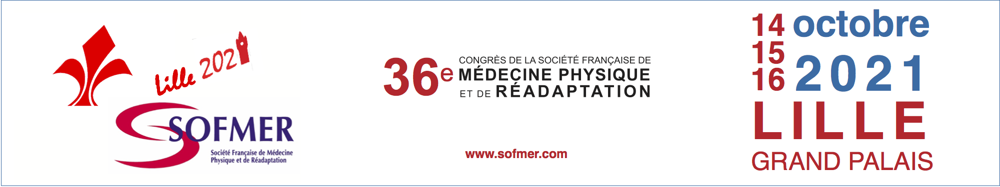 Lille 2021
SOFMER
Société Française de Médecine
Physique et de Réadaptation
36e
CONGRÈS DE LA SOCIÉTÉ FRANÇAISE DE
MÉDECINE PHYSIQUE
ET DE RÉADAPTATION
www.sofmer.com
14 octobre
15
16 2021
LILLE
GRAND PALAIS